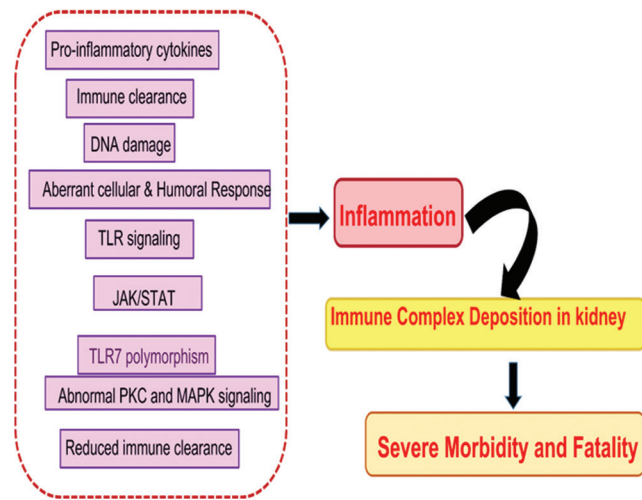 Pro-inflammatory cytokines
Immune clearance
DNA damage
Aberrant cellular & Humoral Response
TLR signaling
JAK/STAT
TLR7 polymorphism
Abnormal PKC and MAPK signaling
Reduced immune clearance
Inflammation
Immune Complex Deposition in kidney
Severe Morbidity and Fatality